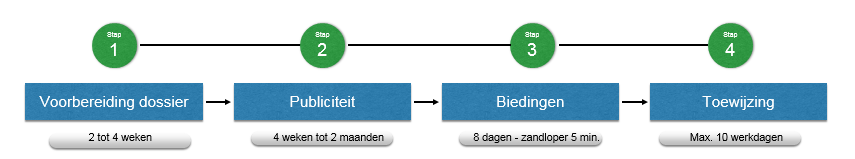 Stap
1
Stap
2
Stap
3
Stap
4
Voorbereiding dossier
Publiciteit
Biedingen
Toewijzing
2 tot 4 weken
4 weken tot 2 maanden
8 dagen - zandloper 5 min.
Max. 10 werkdagen